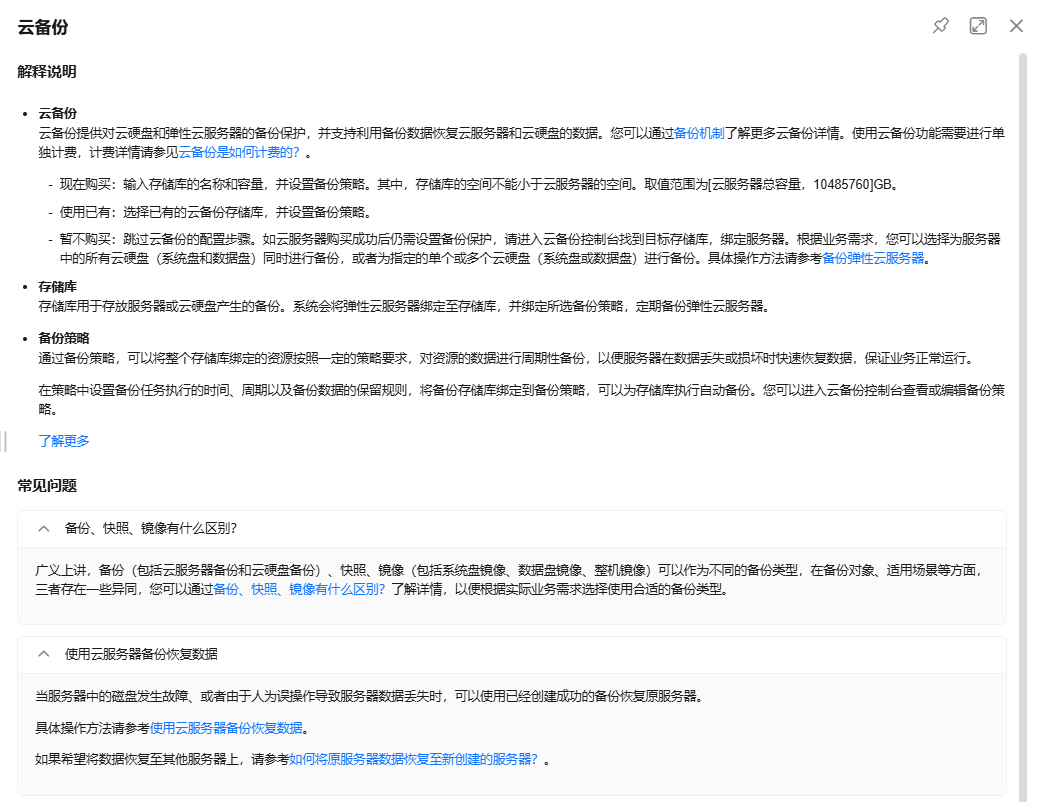 云备份
解释说明
• 云备份
云备份提供对云硬盘和弹性云服务器的备份保护，并支持利用备份数据恢复云服务器和云硬盘的数据。您可以通过备份机制了解更多云备份详情。使用云备份功能需要进行单
独计费，计费详情请参见云备份是如何计费的？。
- 现在购买：输入存储库的名称和容量，并设置备份策略。其中，存储库的空间不能小于云服务器的空间。取值范围为[云服务器总容量，10485760]GB。
- 使用已有：选择已有的云备份存储库，并设置备份策略。
- 暂不购买：跳过云备份的配置步骤。如云服务器购买成功后仍需设置备份保护，请进入云备份控制台找到目标存储库，绑定服务器。根据业务需求，您可以选择为服务器
中的所有云硬盘（系统盘和数据盘）同时进行备份，或者为指定的单个或多个云硬盘（系统盘或数据盘）进行备份。具体操作方法请参考备份弹性云服务器。
• 存储库
存储库用于存放服务器或云硬盘产生的备份。系统会将弹性云服务器绑定至存储库，并绑定所选备份策略，定期备份弹性云服务器。
• 备份策略
通过备份策略，可以将整个存储库绑定的资源按照一定的策略要求，对资源的数据进行周期性备份，以便服务器在数据丢失或损坏时快速恢复数据，保证业务正常运行。
在策略中设置备份任务执行的时间、周期以及备份数据的保留规则，将备份存储库绑定到备份策略，可以为存储库执行自动备份。您可以进入云备份控制台查看或编辑备份策
略。
了解更多
常见问题
备份、快照、镜像有什么区别？
广义上讲，备份（包括云服务器备份和云硬盘备份）、快照、镜像（包括系统盘镜像、数据盘镜像、整机镜像）可以作为不同的备份类型，在备份对象、适用场景等方面，
三者存在一些异同，您可以通过备份、快照、镜像有什么区别？了解详情，以便根据实际业务需求选择使用合适的备份类型。
使用云服务器备份恢复数据
当服务器中的磁盘发生故障、或者由于人为误操作导致服务器数据丢失时，可以使用已经创建成功的备份恢复原服务器。
具体操作方法请参考使用云服务器备份恢复数据。
如果希望将数据恢复至其他服务器上，请参考如何将原服务器数据恢复至新创建的服务器？。